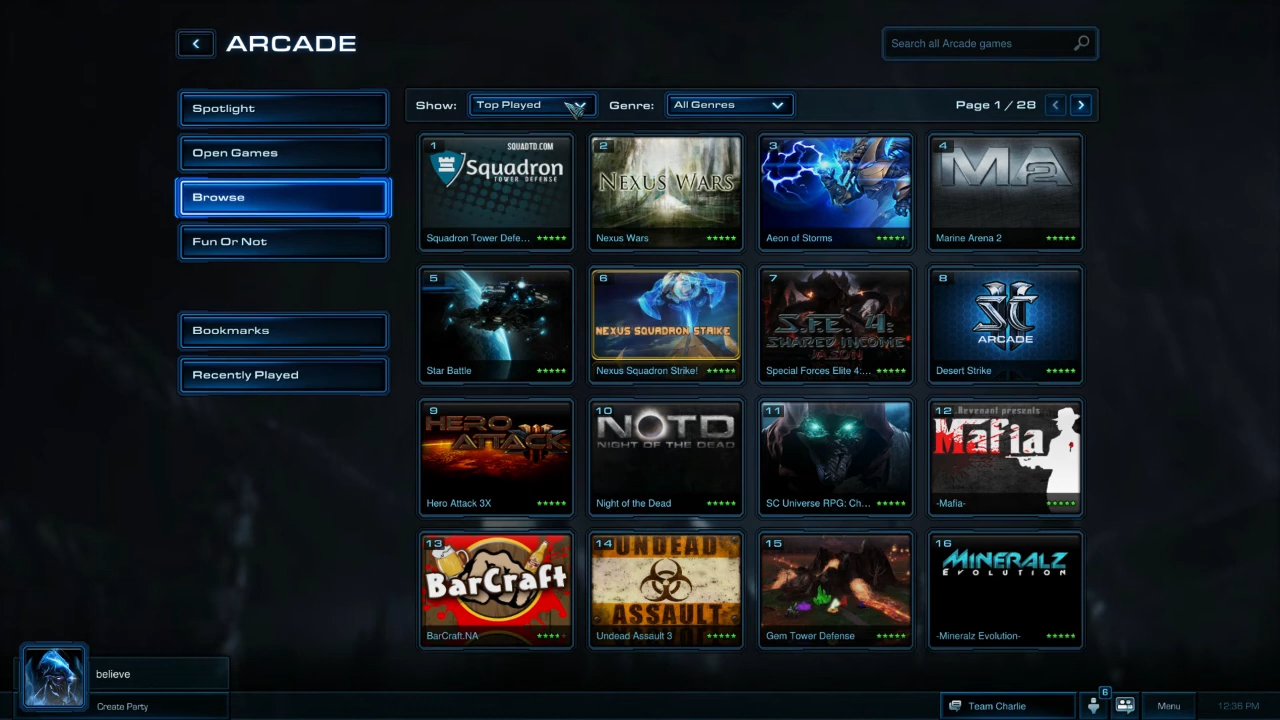 ARCADE
Search all Arcade games
Spotlight
Open Games
Browse
Fun Or Not
Bookmarks
Recently Played
Show: Top Played Genre: All Genres Page 1 / 28
1
SQUADTD.COM
Squadron
TOWER DEFENSE
Squadron Tower Defe...
2
NEXUS WARS
Nexus Wars
3
Aeon of Storms
4
MA2
Marine Arena 2
5
Star Battle
6
NEXUS SQUADRON STRIKE
Nexus Squadron Strike!
7
S.F.E. 4:
SHARED INCOME
JASON
Special Forces Elite 4:...
8
SC
ARCADE
Desert Strike
9
HERO
ATTACK
Hero Attack 3X
10
NOTD
NIGHT OF THE DEAD
Night of the Dead
11
SC Universe RPG: Ch...
12
Revenant presents
Mafia
-Mafia-
13
BarCraft
BarCraft.NA
14
UNDEAD
ASSAULT
Undead Assault 3
15
Gem Tower Defense
16
MINERALZ
EVOLUTION
-Mineralz Evolution-
believe
Create Party
Team Charlie
6
Menu
12:36 PM